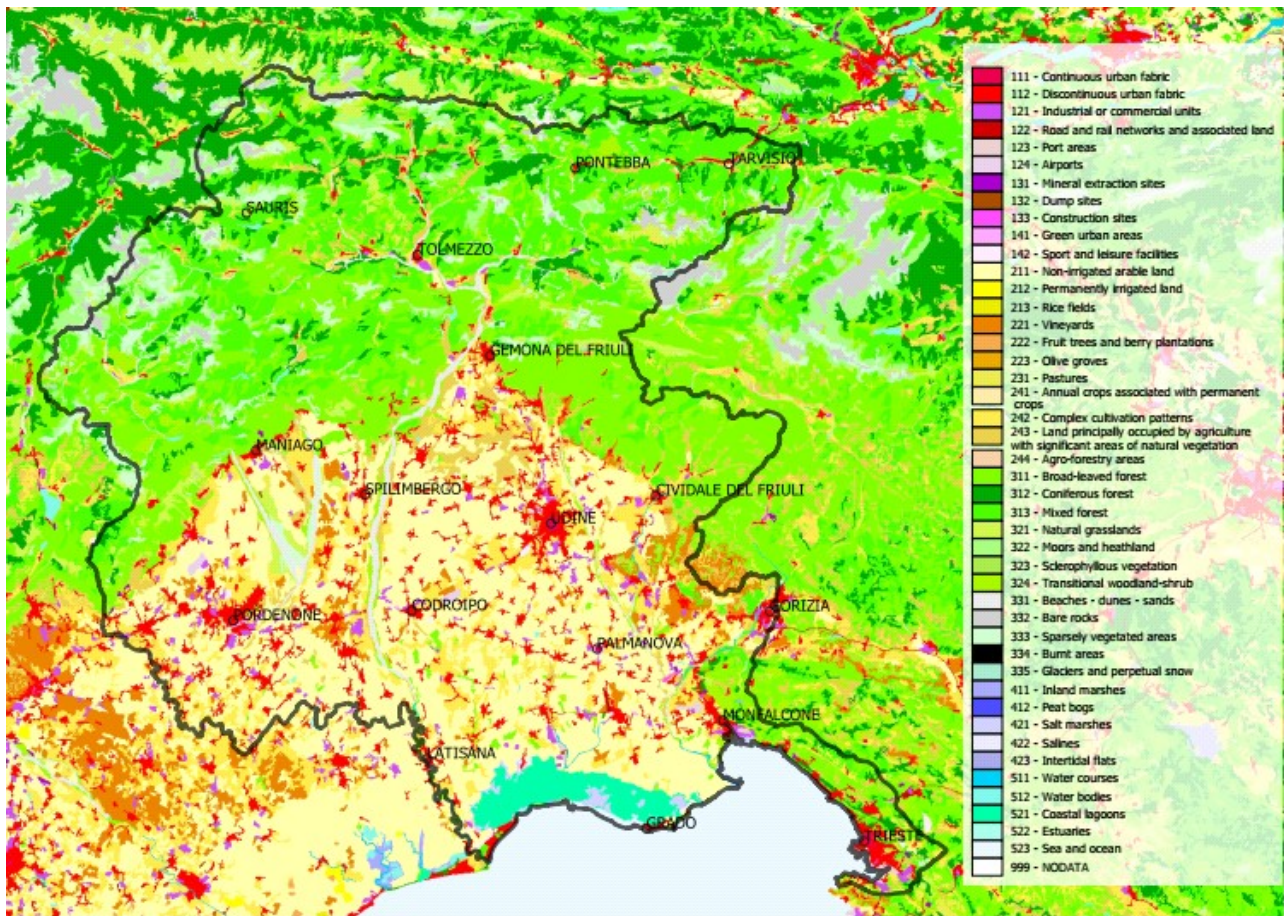 PONTEBBA
TARVISIO
SAURIS
TOLMEZZO
GEMONA DEL FRIULI
MANIAGO
SPILIMBERGO
CIVIDALE DEL FRIULI
UDINE
PORDENONE
CODROIPO
GORIZIA
PALMANOVA
MONFALCONE
LATISANA
GRADO
TRIESTE
111 - Continuous urban fabric
112 - Discontinuous urban fabric
121 - Industrial or commercial units
122 - Road and rail networks and associated land
123 - Port areas
124 - Airports
131 - Mineral extraction sites
132 - Dump sites
133 - Construction sites
141 - Green urban areas
142 - Sport and leisure facilities
211 - Non-irrigated arable land
212 - Permanently irrigated land
213 - Rice fields
221 - Vineyards
222 - Fruit trees and berry plantations
223 - Olive groves
231 - Pastures
241 - Annual crops associated with permanent
crops
242 - Complex cultivation patterns
243 - Land principally occupied by agriculture
with significant areas of natural vegetation
244 - Agro-forestry areas
311 - Broad-leaved forest
312 - Coniferous forest
313 - Mixed forest
321 - Natural grasslands
322 - Moors and heathland
323 - Sclerophyllous vegetation
324 - Transitional woodland-shrub
331 - Beaches - dunes - sands
332 - Bare rocks
333 - Sparsely vegetated areas
334 - Burnt areas
335 - Glaciers and perpetual snow
411 - Inland marshes
412 - Peat bogs
421 - Salt marshes
422 - Salines
423 - Intertidal flats
511 - Water courses
512 - Water bodies
521 - Coastal lagoons
522 - Estuaries
523 - Sea and ocean
999 - NODATA